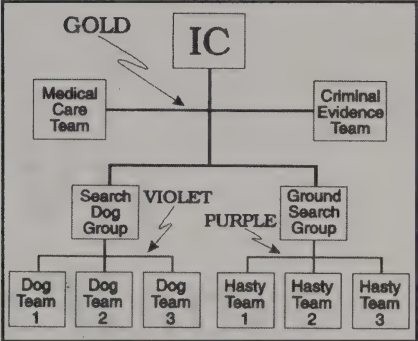 GOLD
IC
Medical
Care
Team
Criminal
Evidence
Team
Search
Dog
Group
VIOLET
PURPLE
Ground
Search
Group
Dog
Team
1
Dog
Team
2
Dog
Team
3
Hasty
Team
1
Hasty
Team
2
Hasty
Team
3